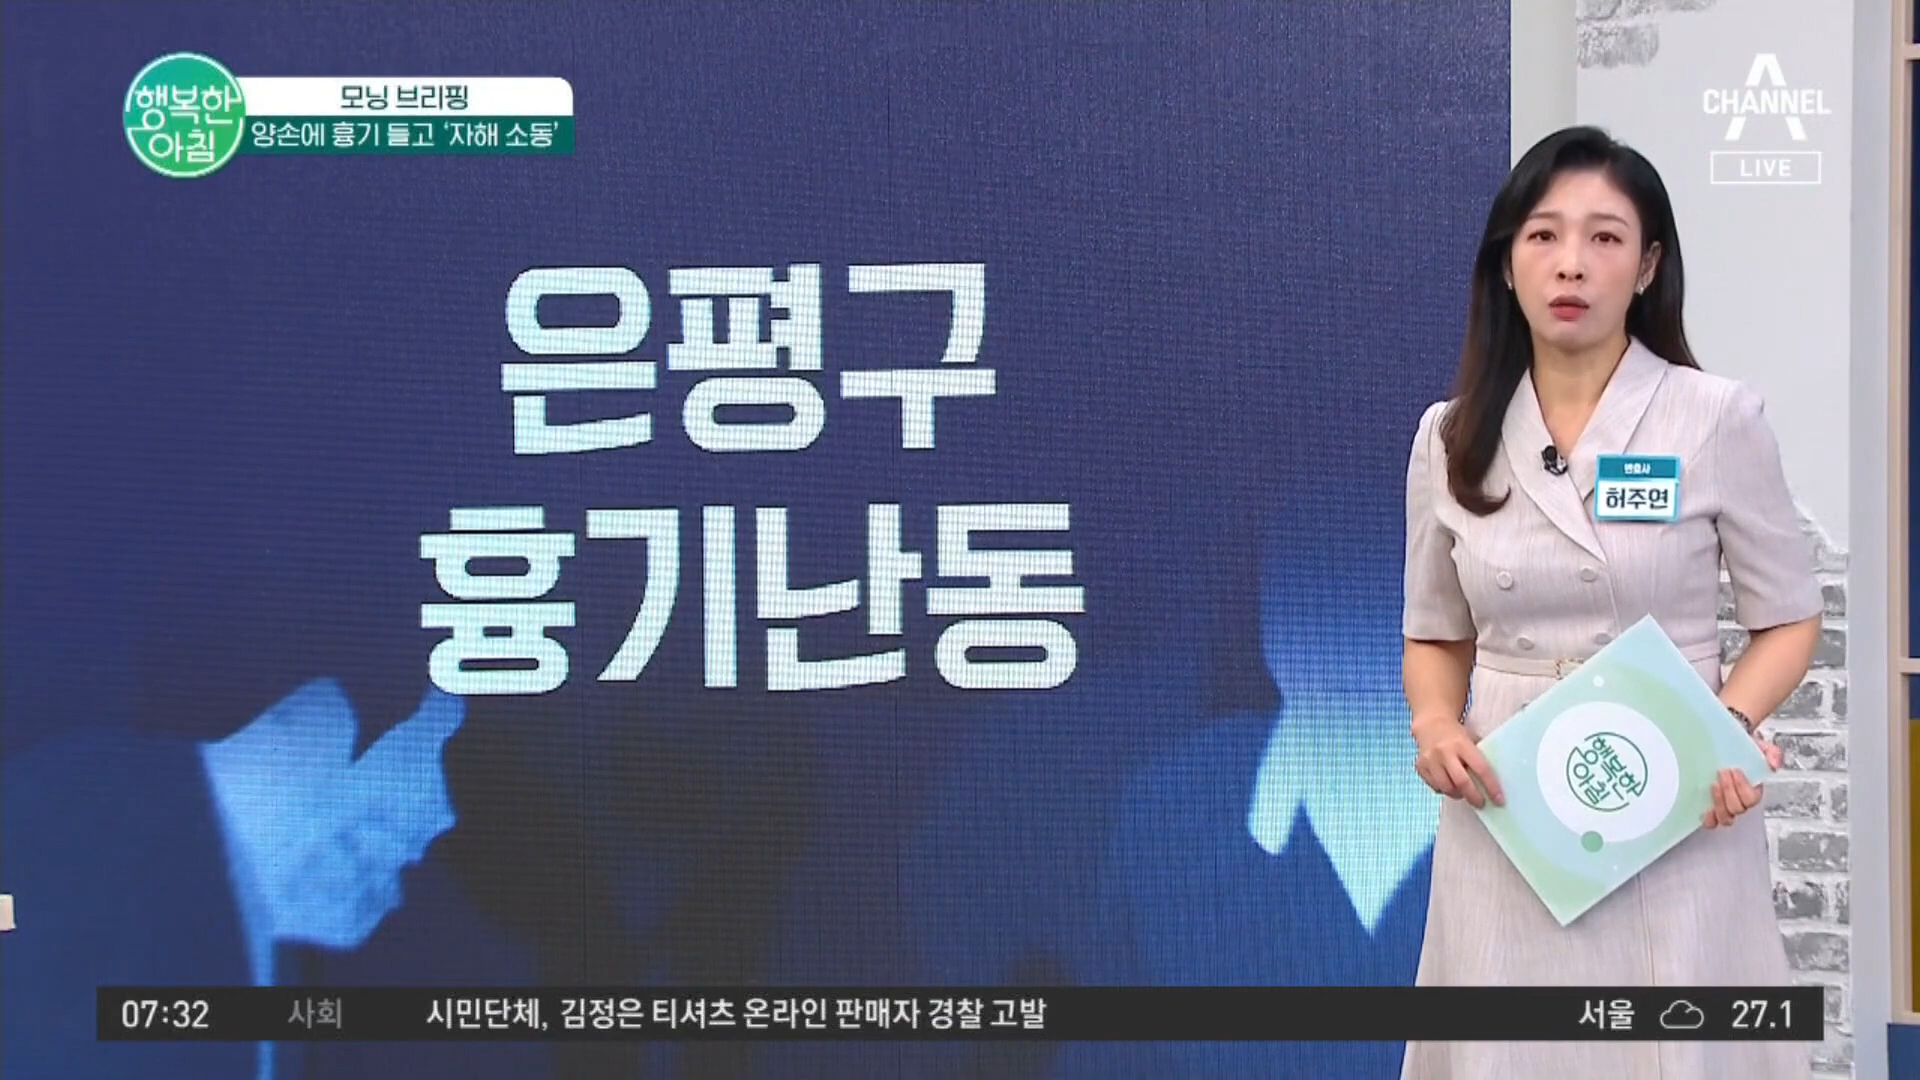 행복한
아침
모닝 브리핑
양손에 흉기 들고 ‘자해 소동’
CHANNEL A
LIVE
은평구
흉기난동
변호사
허주연
행복한
아침
07:32 사회 시민단체, 김정은 티셔츠 온라인 판매자 경찰 고발 서울 27.1